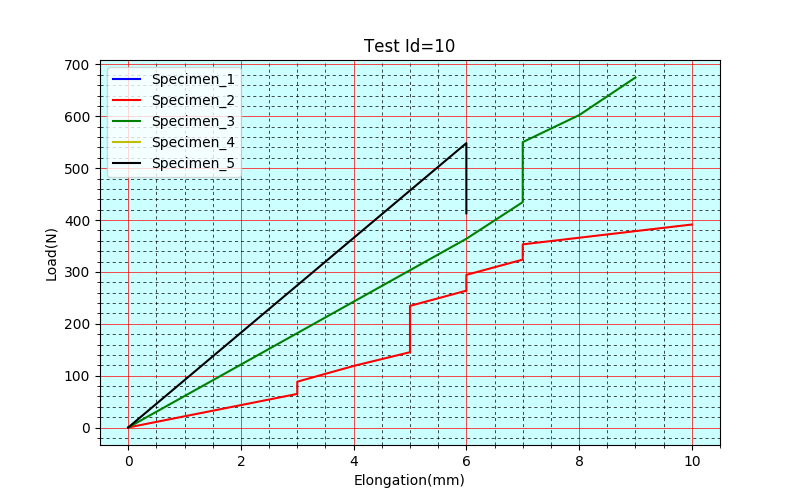 Test Id=10
700
600
500
400
300
200
100
0
Load(N)
Specimen_1
Specimen_2
Specimen_3
Specimen_4
Specimen_5
0 2 4 6 8 10
Elongation(mm)